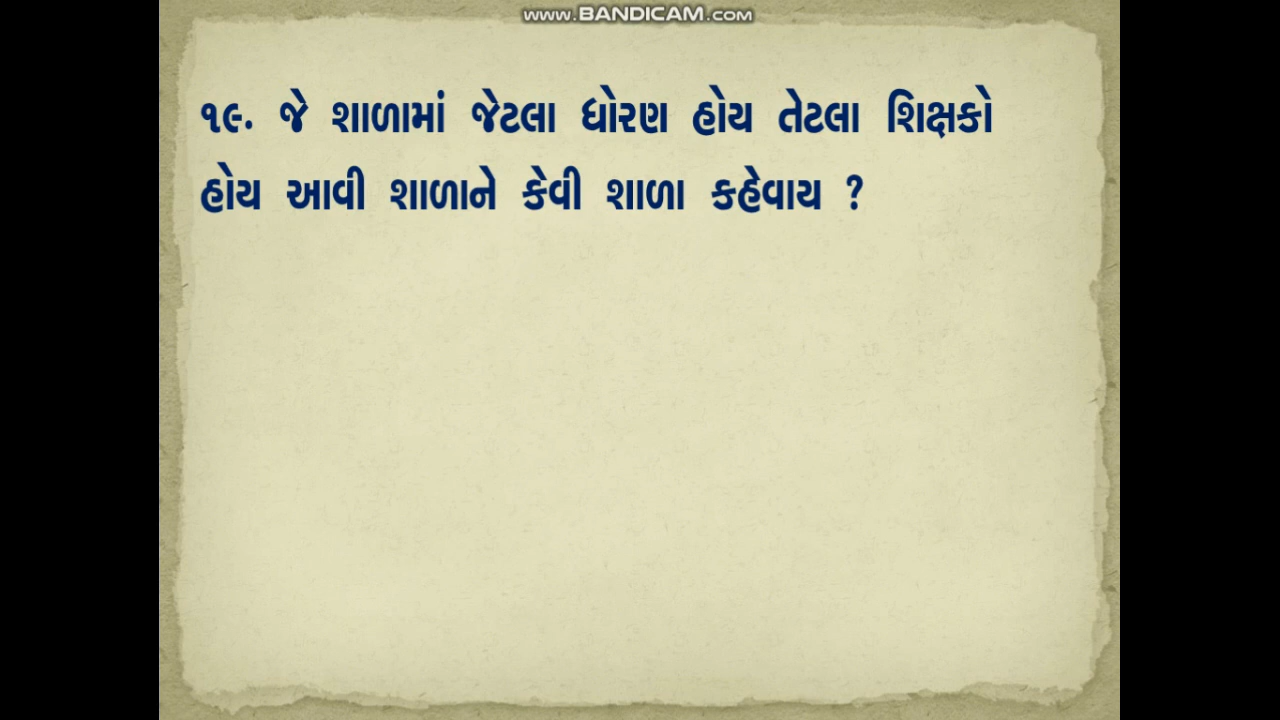 www.BANDICAM.com
૧૯. જે શાળામાં જેટલા ધોરણ હોય તેટલા શિક્ષકો
હોય આવી શાળાને કેવી શાળા કહેવાય ?